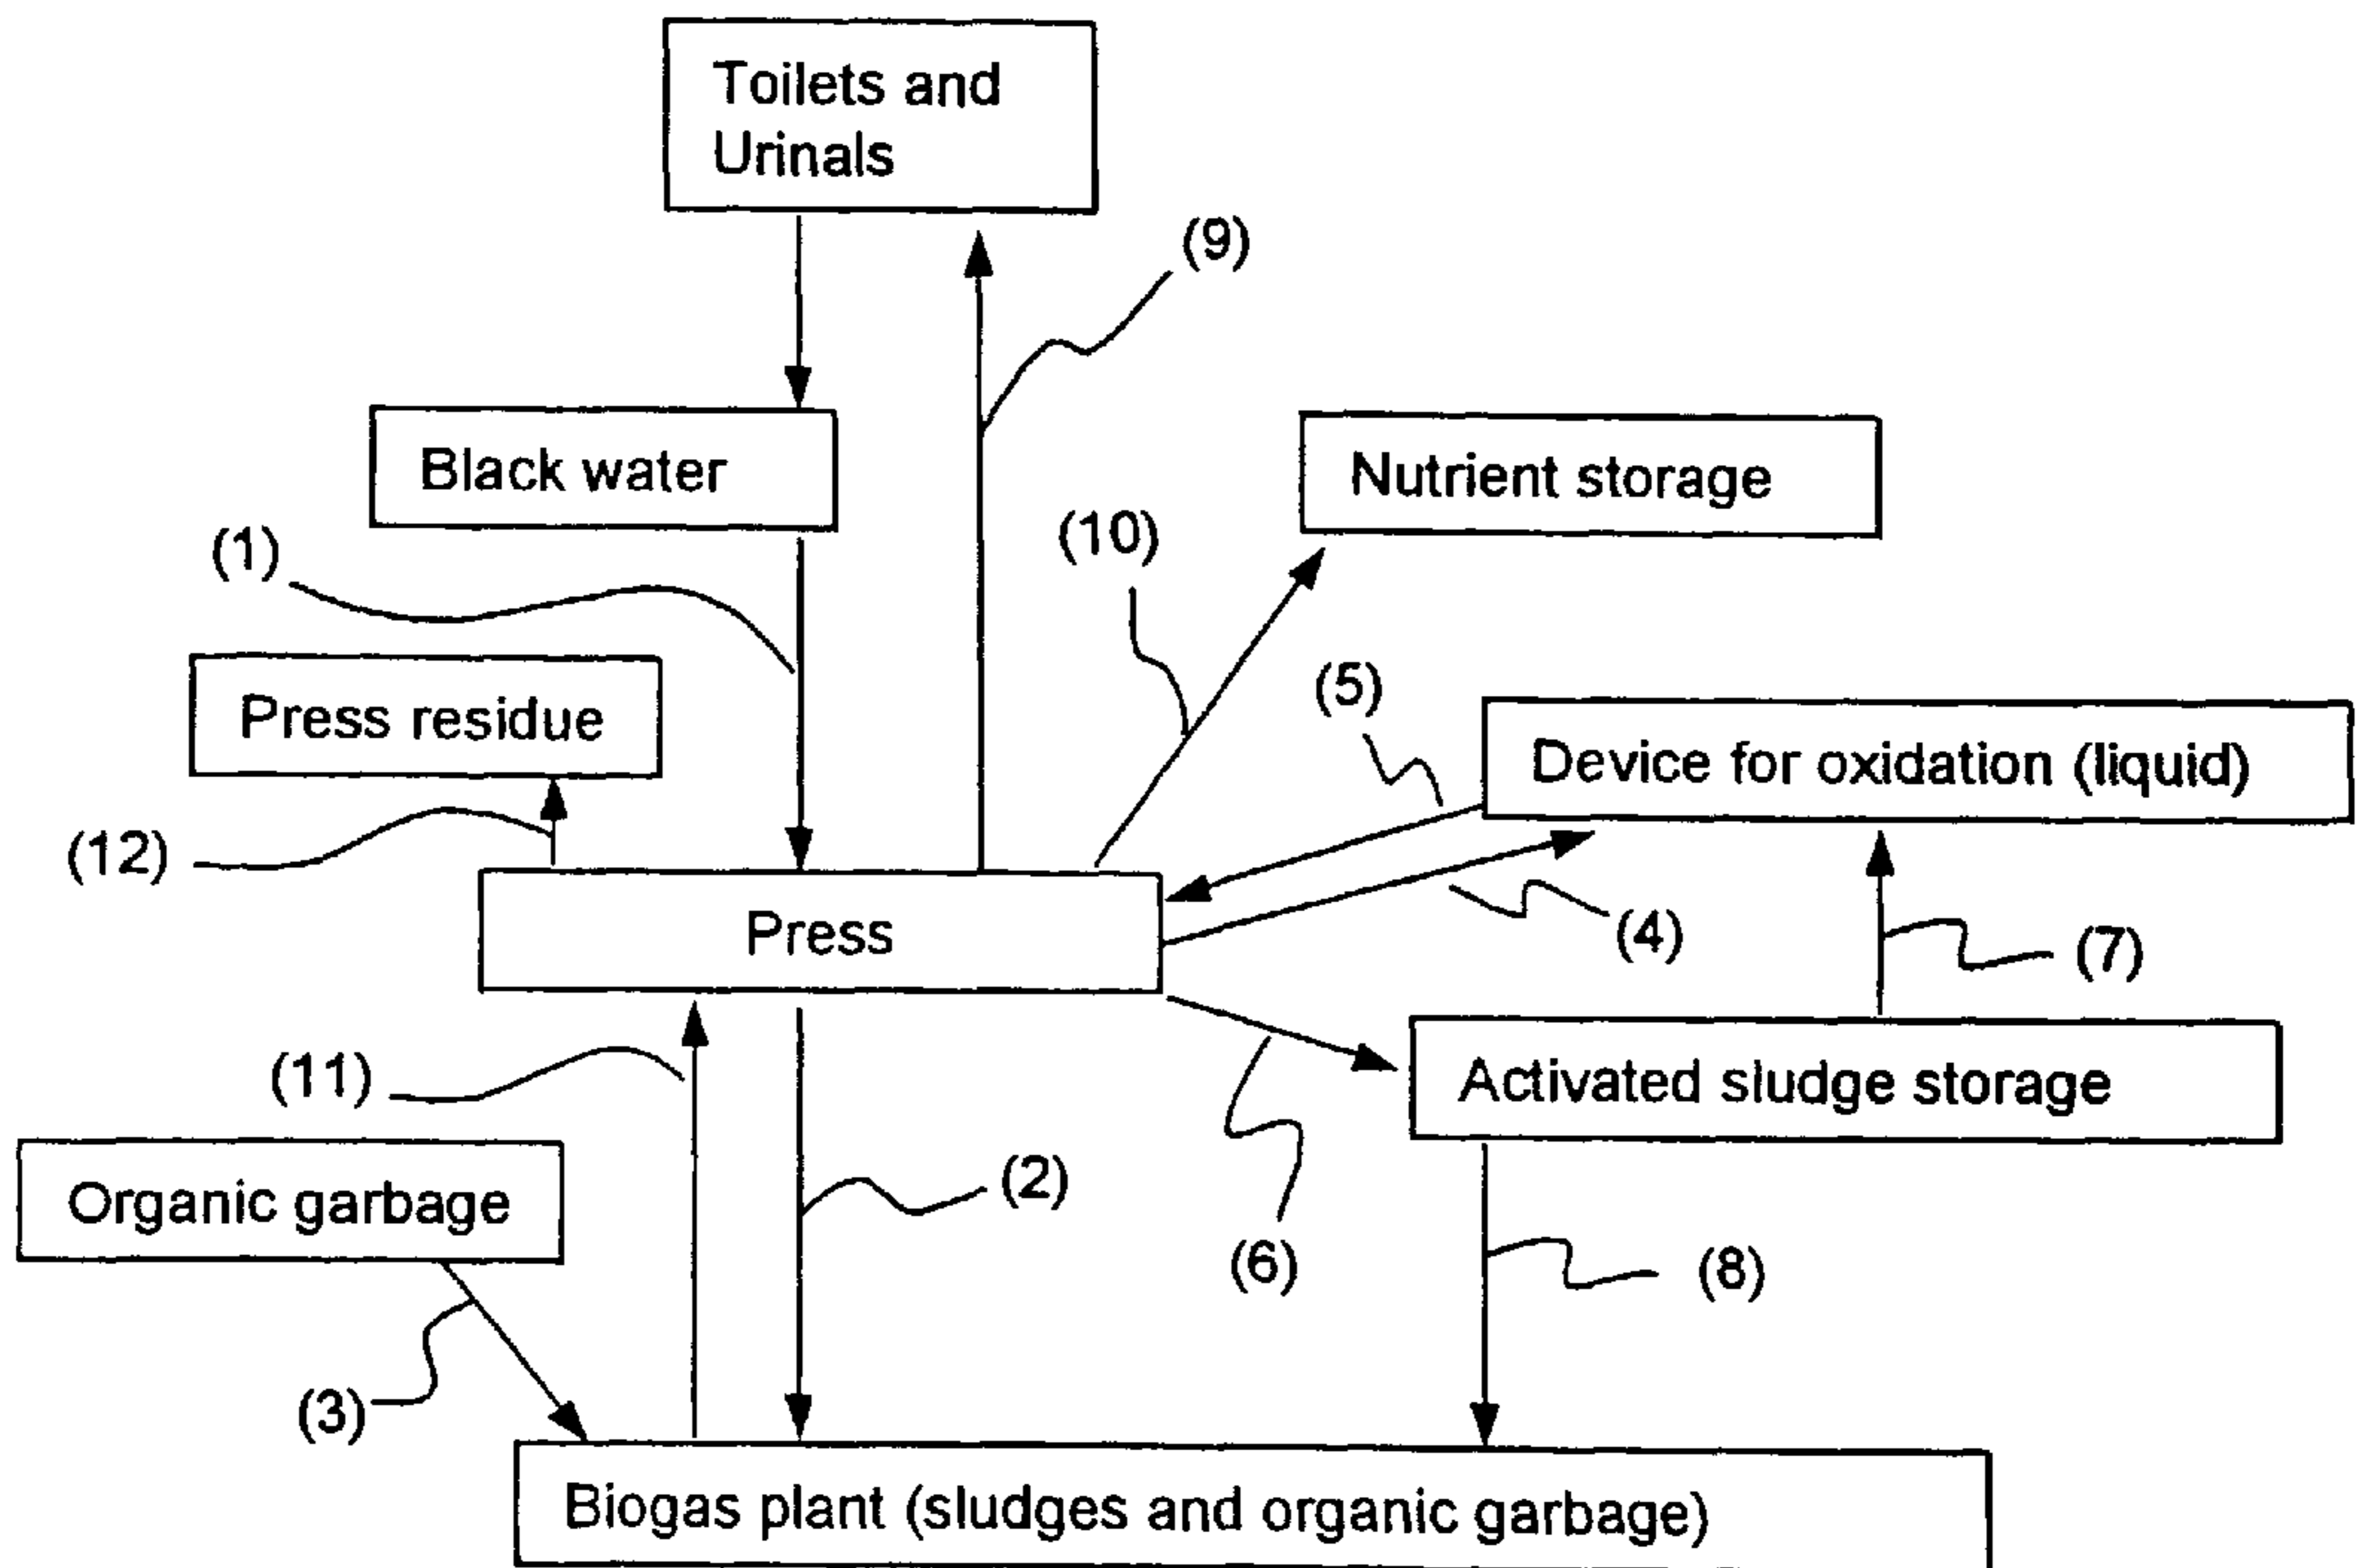 Toilets and
Urinals
(9)
Black water
Nutrient storage
(1)
(10)
Press residue
(5)
Device for oxidation (liquid)
(12)
Press
(4)
(7)
(11)
Activated sludge storage
Organic garbage
(2)
(6)
(8)
(3)
Biogas plant (sludges and organic garbage)